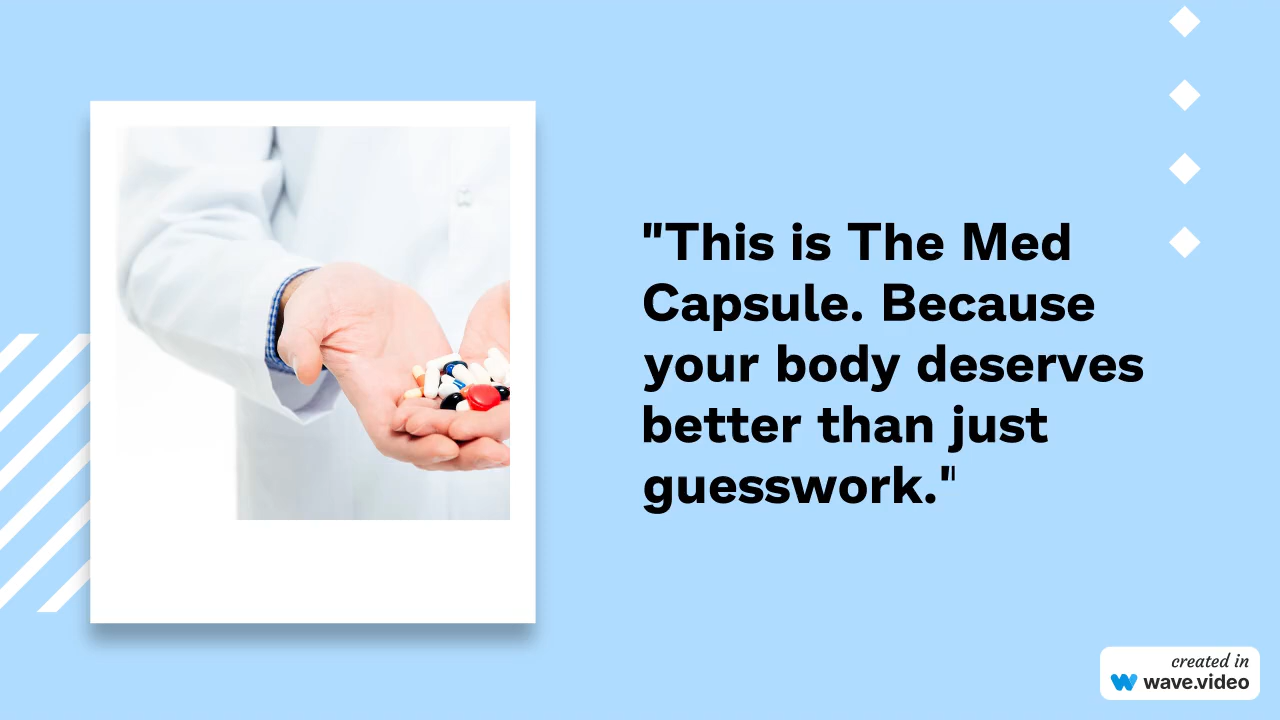 "This is The Med
Capsule. Because
your body deserves
better than just
guesswork."
created in
wave.video